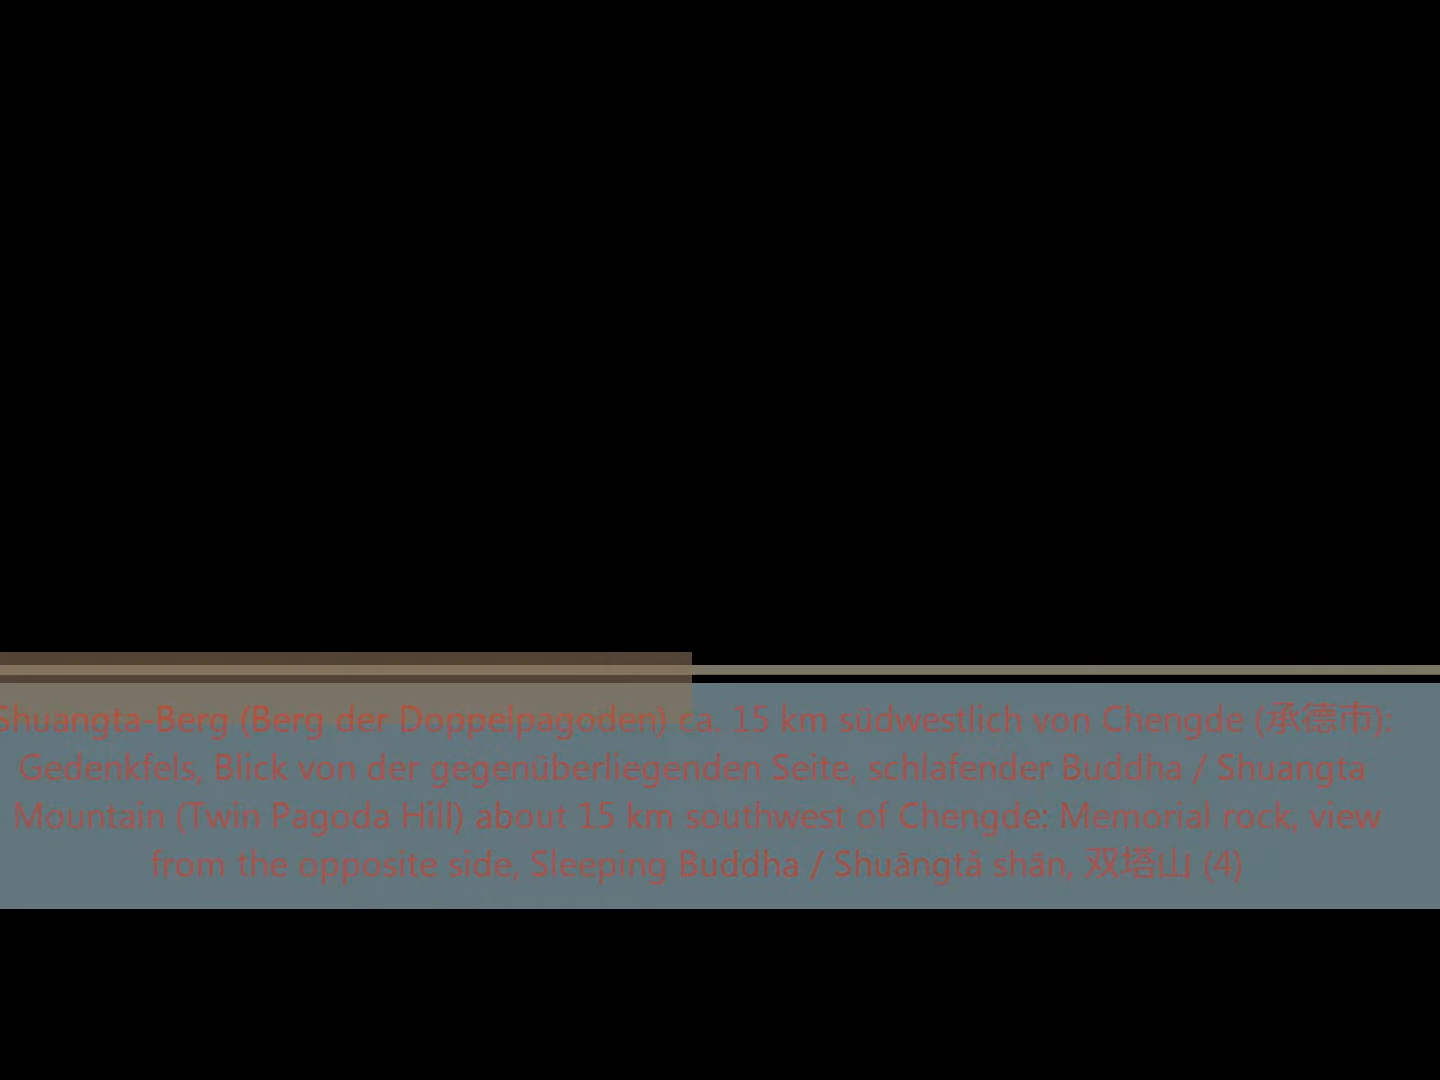 Shuangta-Berg (Berg der Doppelpagoden) ca. 15 km südwestlich von Chengde (承德市):
Gedenkfels, Blick von der gegenüberliegenden Seite, schlafender Buddha / Shuangta
Mountain (Twin Pagoda Hill) about 15 km southwest of Chengde: Memorial rock, view
from the opposite side, Sleeping Buddha / Shuāngtǎ shān, 双塔山 (4)